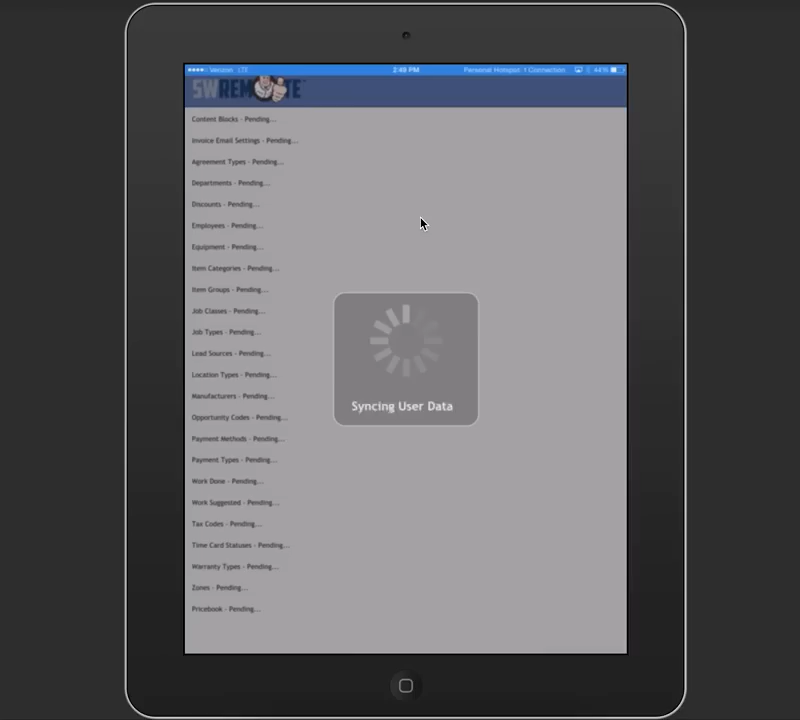 Verizon LTE 2:49 PM Personal Hotspot: 1 Connection 44%
SWREMOTE
Content Blocks - Pending...
Invoice Email Settings - Pending...
Agreement Types - Pending...
Departments - Pending...
Discounts - Pending...
Employees - Pending...
Equipment - Pending...
Item Categories - Pending...
Item Groups - Pending...
Job Classes - Pending...
Job Types - Pending...
Lead Sources - Pending...
Location Types - Pending...
Manufacturers - Pending...
Opportunity Codes - Pending...
Payment Methods - Pending...
Payment Types - Pending...
Work Done - Pending...
Work Suggested - Pending...
Tax Codes - Pending...
Time Card Statuses - Pending...
Warranty Types - Pending...
Zones - Pending...
Pricebook - Pending...
Syncing User Data